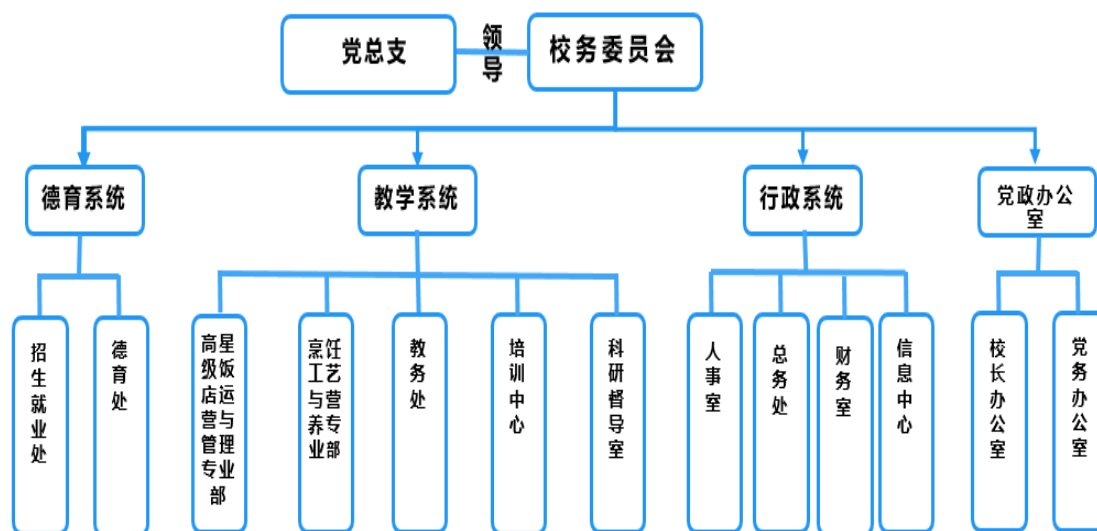 党总支
领导
校务委员会
德育系统
教学系统
行政系统
党政办公
室
招生就业处
德育处
高星级饭店运营与管理专业部
烹饪工艺与营养专业部
教务处
培训中心
科研督导室
人事室
总务处
财务室
信息中心
校长办公室
党务办公室